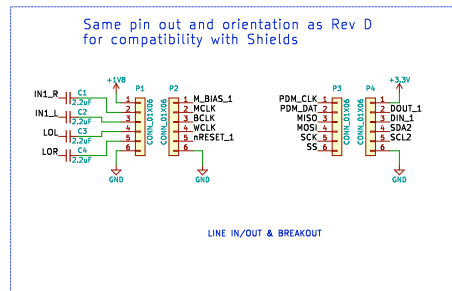 Same pin out and orientation as Rev D
for compatibility with Shields
+1V8 P1 P2 P3 P4 +3.3V
IN1_R C1 2.2uF 1 1 M_BIAS_1 PDM_CLK 1 1
2 2 MCLK PDM_DAT 2 2 DOUT_1
IN1_L C2 2.2uF 3 3 BCLK MISO 3 3 DIN_1
LOL C3 2.2uF 4 4 WCLK MOSI 4 4 SDA2
5 5 nRESET_1 SCK 5 5 SCL2
LOR C4 2.2uF 6 6 SS 6 6
CONN_01X06 CONN_01X06 CONN_01X06 CONN_01X06
GND GND GND
LINE IN/OUT & BREAKOUT